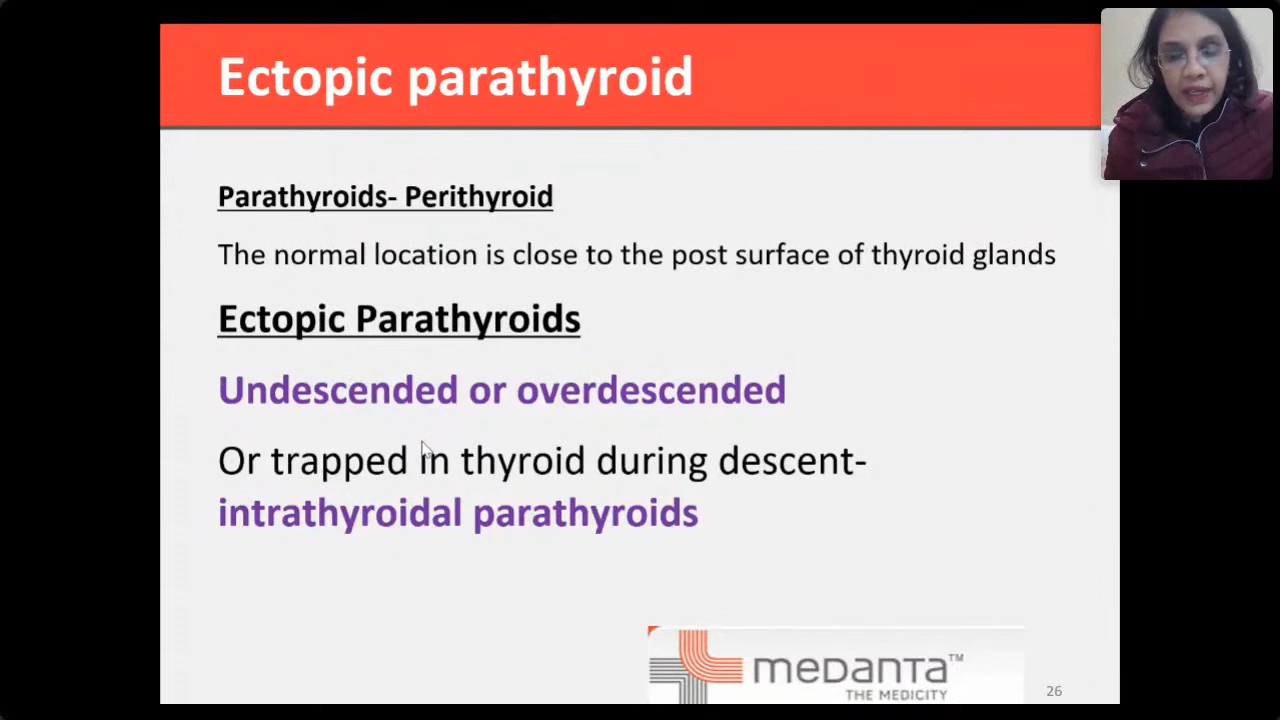 Ectopic parathyroid
Parathyroids- Perithyroid
The normal location is close to the post surface of thyroid glands
Ectopic Parathyroids
Undescended or overdescended
Or trapped in thyroid during descent-
intrathyroidal parathyroids
medanta™
THE MEDICITY
26